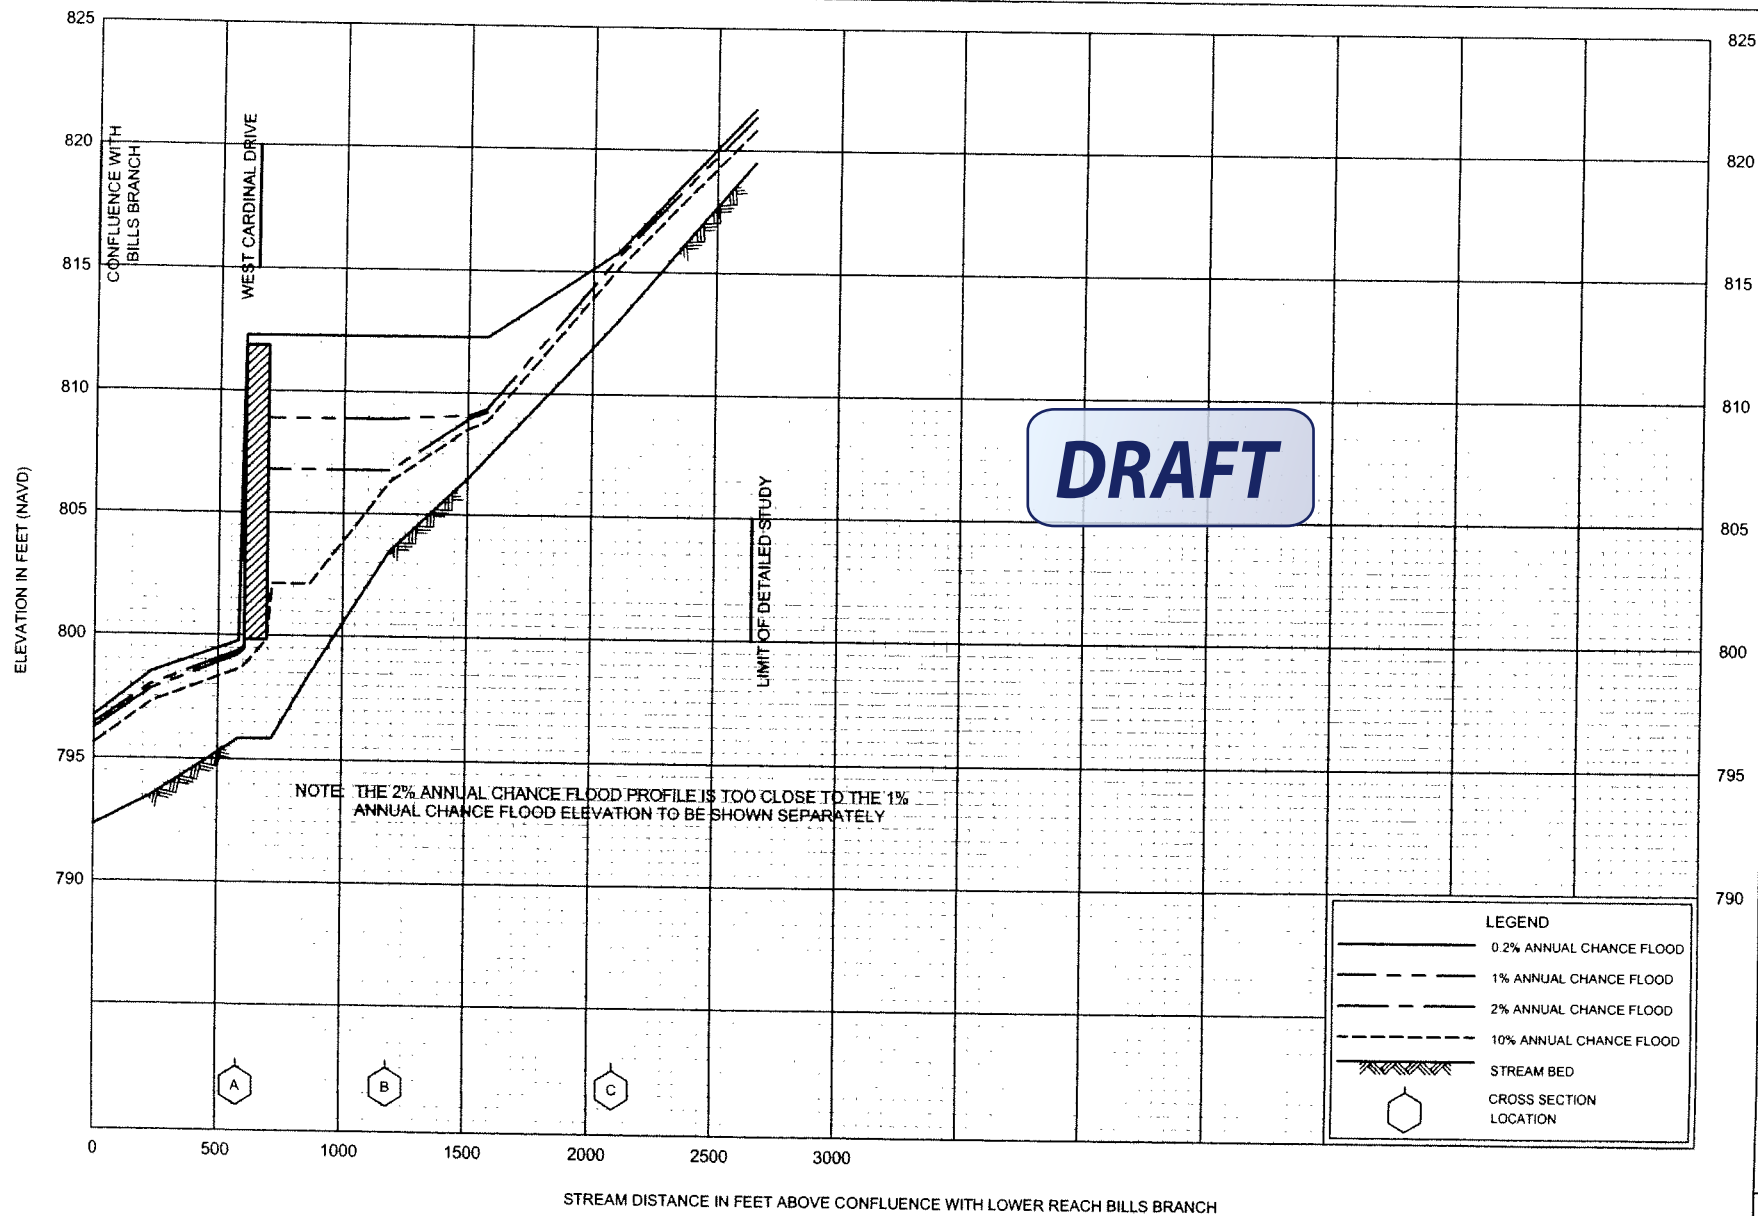 825
820
815
810
805
800
795
790
825
820
815
810
805
800
795
790
ELEVATION IN FEET (NAVD)
CONFLUENCE WITH
BILLS BRANCH
WEST CARDINAL DRIVE
LIMIT OF DETAILED STUDY
DRAFT
NOTE: THE 2% ANNUAL CHANCE FLOOD PROFILE IS TOO CLOSE TO THE 1%
ANNUAL CHANCE FLOOD ELEVATION TO BE SHOWN SEPARATELY
LEGEND
0.2% ANNUAL CHANCE FLOOD
1% ANNUAL CHANCE FLOOD
2% ANNUAL CHANCE FLOOD
10% ANNUAL CHANCE FLOOD
STREAM BED
CROSS SECTION
LOCATION
A
B
C
0 500 1000 1500 2000 2500 3000
STREAM DISTANCE IN FEET ABOVE CONFLUENCE WITH LOWER REACH BILLS BRANCH